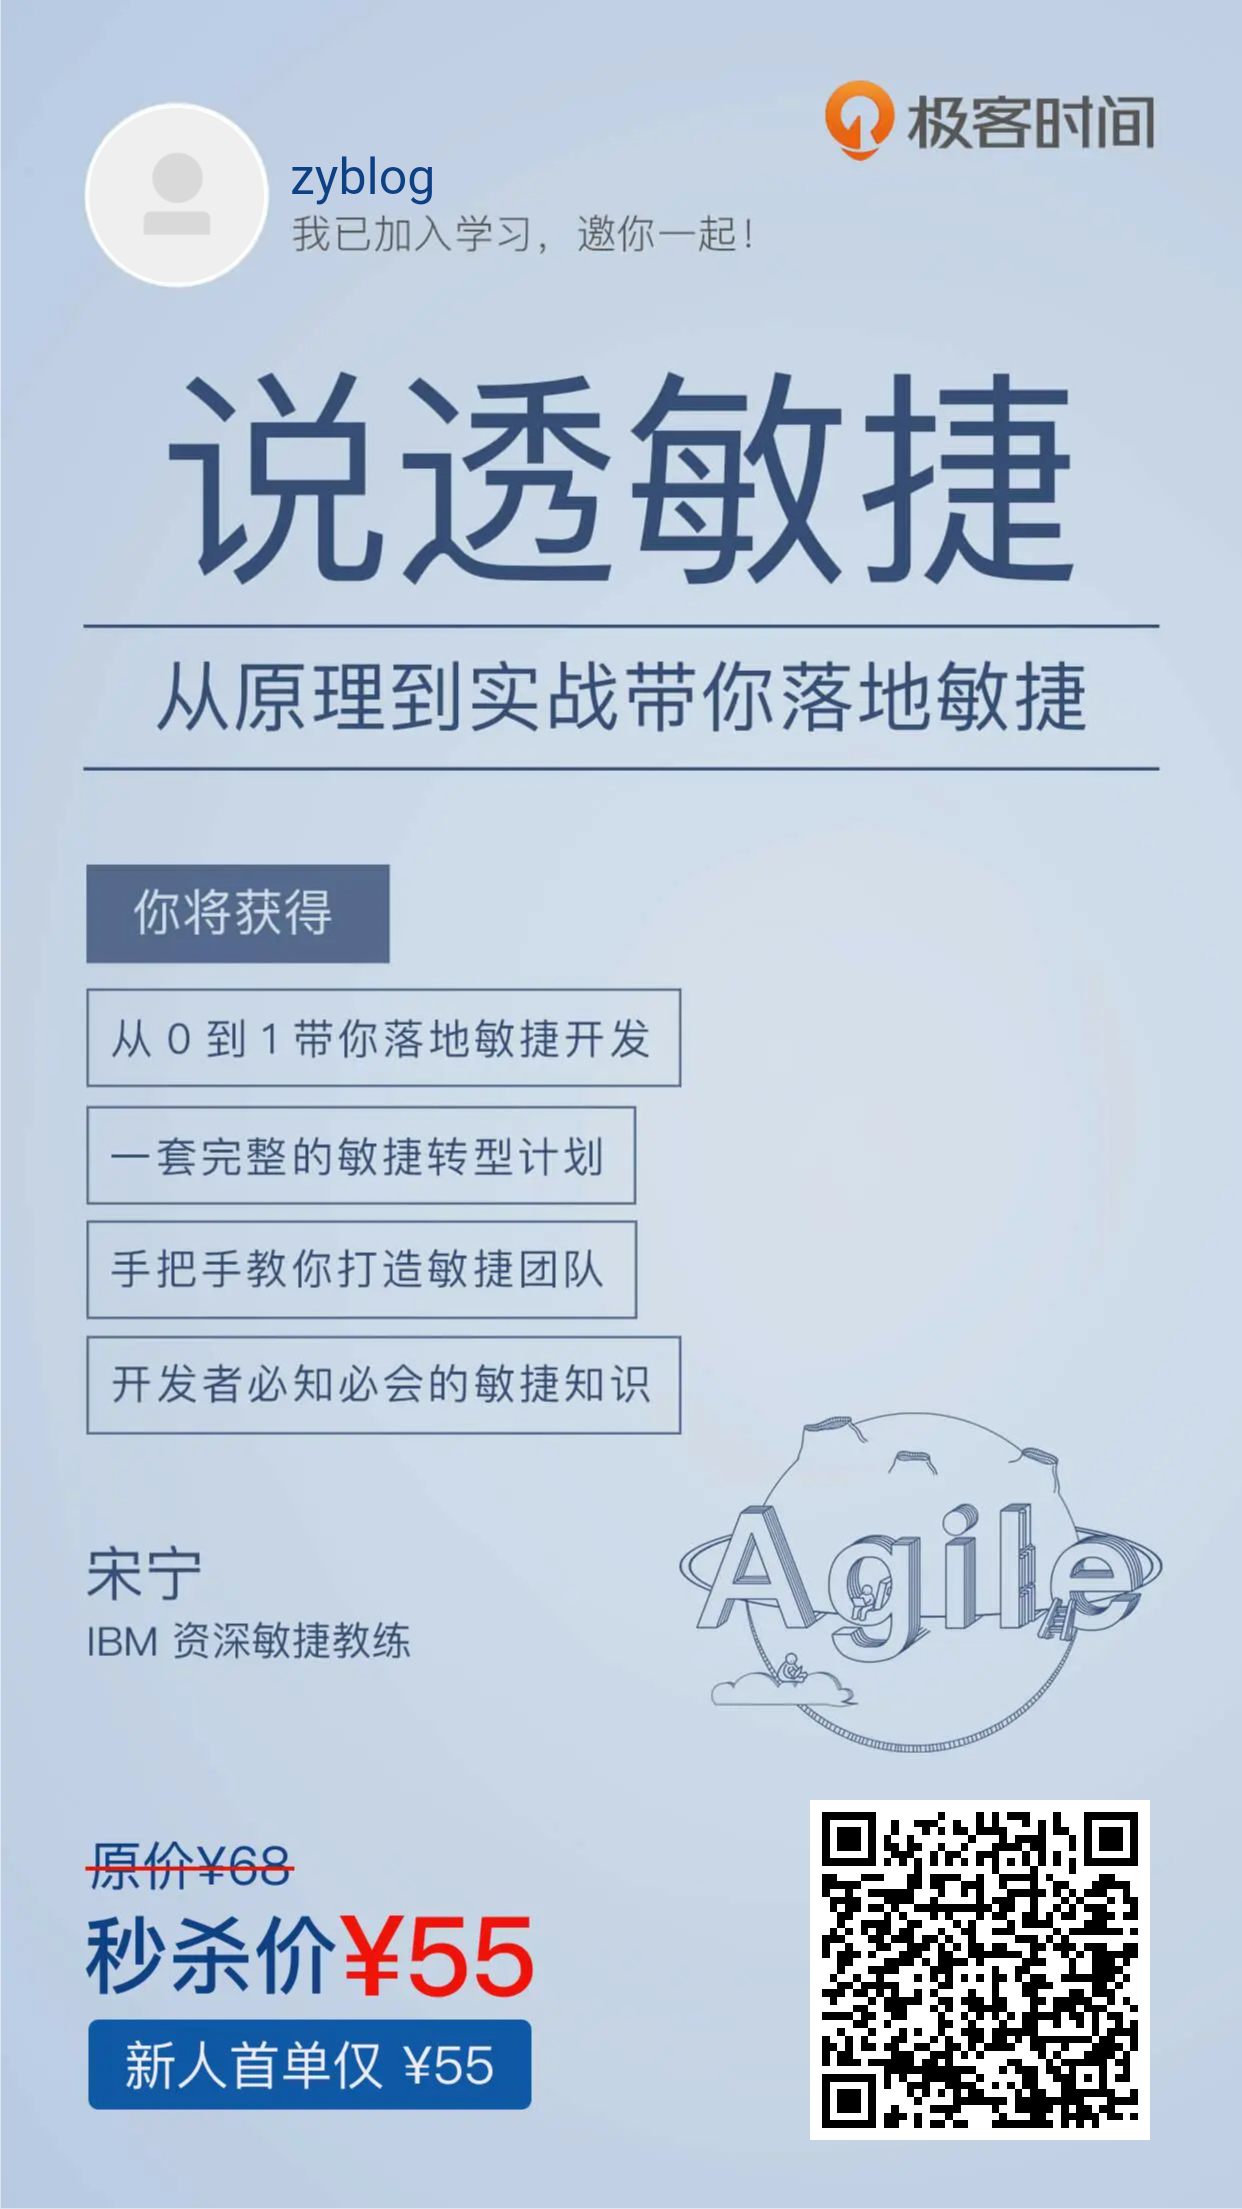 极客时间
zyblog
我已加入学习，邀你一起！
说透敏捷
从原理到实战带你落地敏捷
你将获得
从 0 到 1 带你落地敏捷开发
一套完整的敏捷转型计划
手把手教你打造敏捷团队
开发者必知必会的敏捷知识
Agile
宋宁
IBM 资深敏捷教练
原价¥68
秒杀价¥55
新人首单仅 ¥55